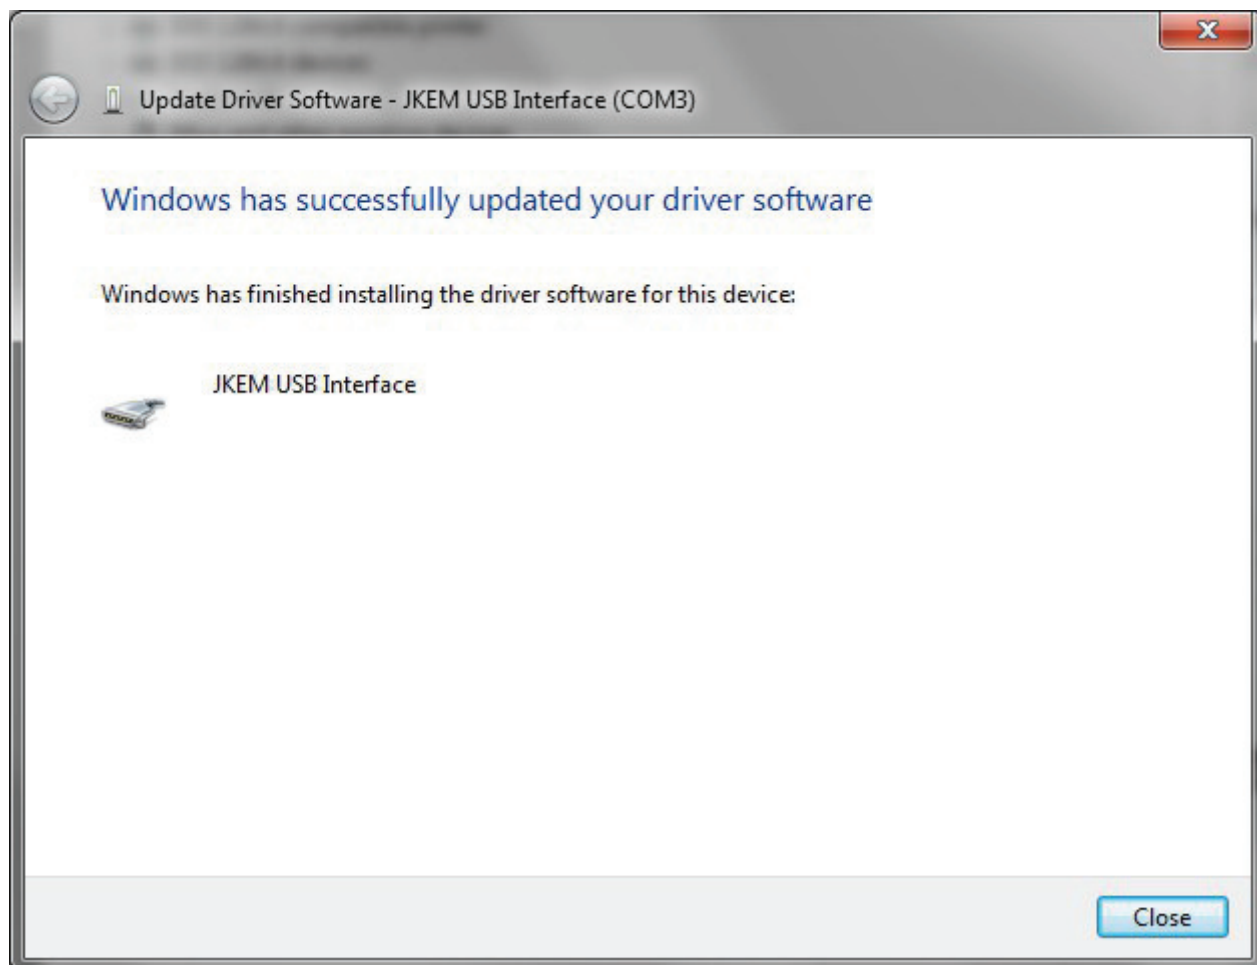 Update Driver Software - JKEM USB Interface (COM3)
Windows has successfully updated your driver software
Windows has finished installing the driver software for this device:
JKEM USB Interface
Close